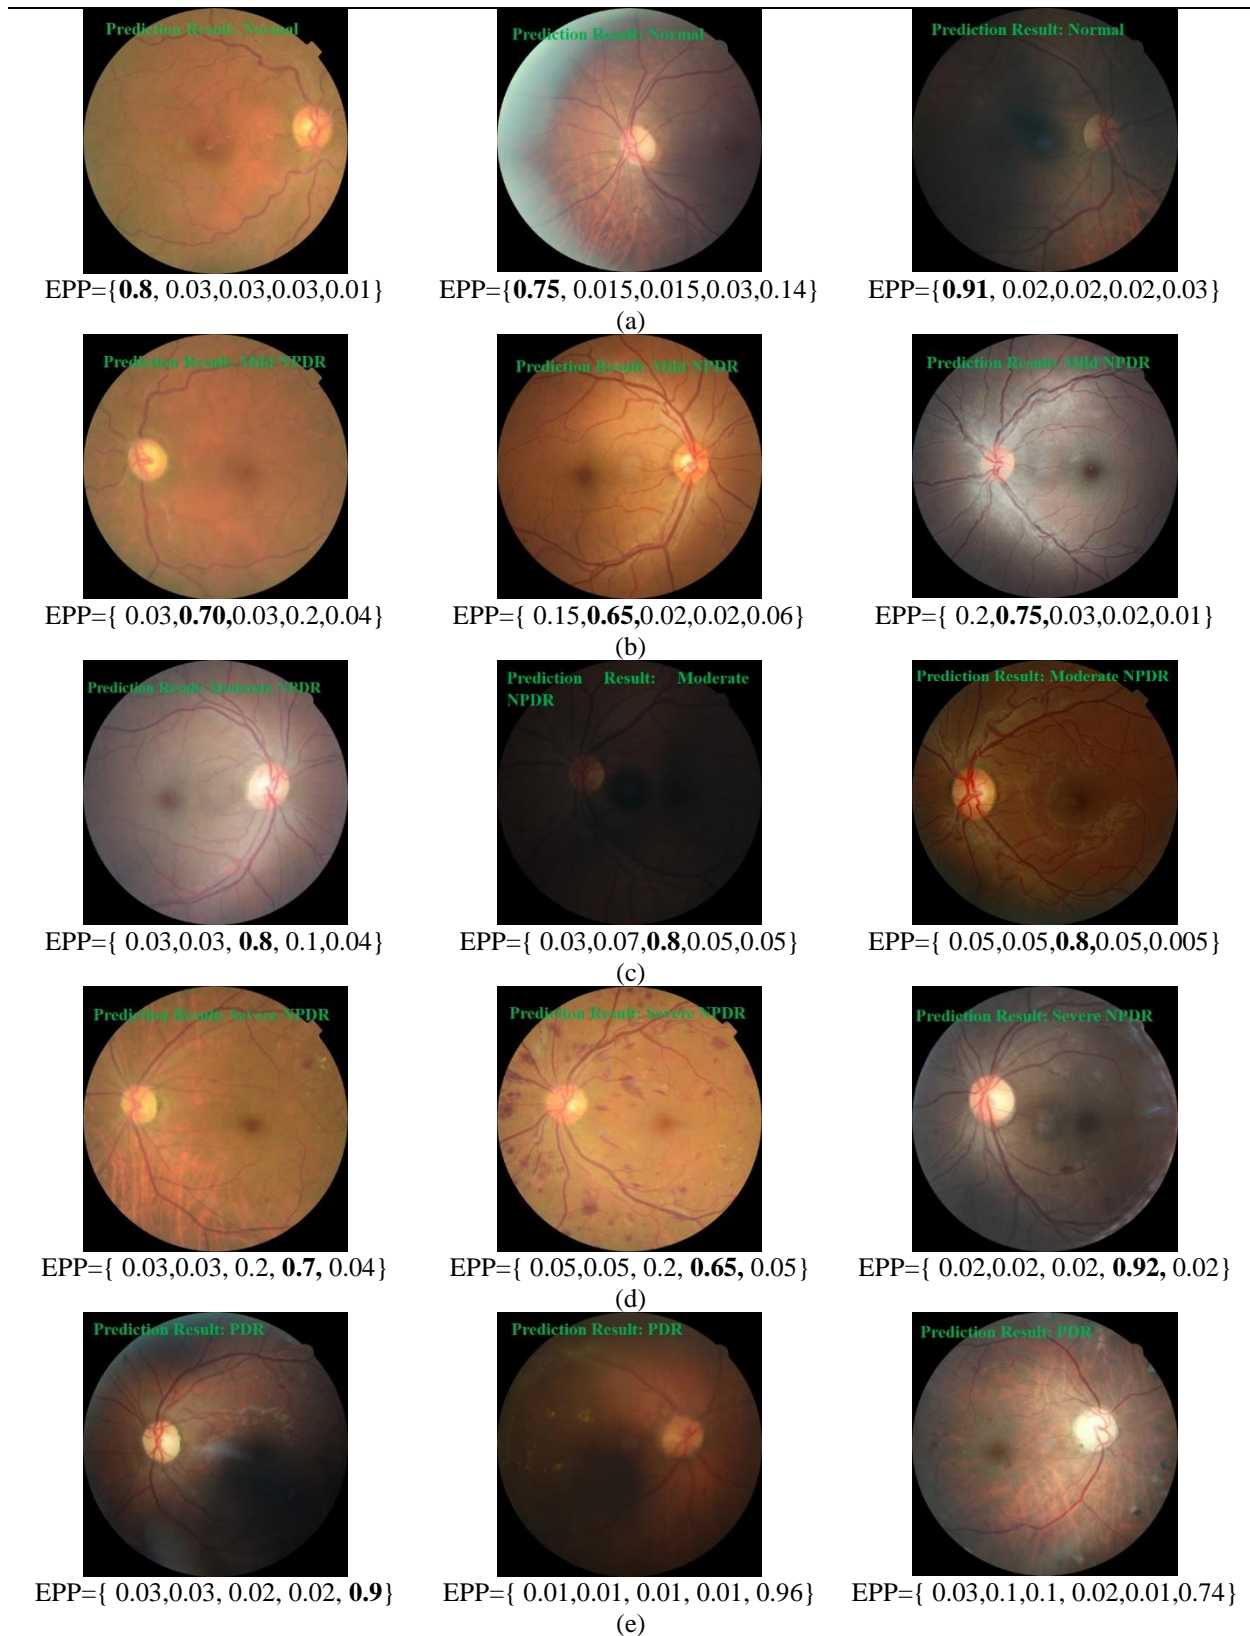 Prediction Result: Normal
Prediction Result: Normal
Prediction Result: Normal
EPP={0.8, 0.03,0.03,0.03,0.01}
EPP={0.75, 0.015,0.015,0.03,0.14}
EPP={0.91, 0.02,0.02,0.02,0.03}
(a)
Prediction Result: Mild NPDR
Prediction Result: Mild NPDR
Prediction Result: Mild NPDR
EPP={ 0.03,0.70,0.03,0.2,0.04}
EPP={ 0.15,0.65,0.02,0.02,0.06}
EPP={ 0.2,0.75,0.03,0.02,0.01}
(b)
Prediction Result: Moderate NPDR
Prediction Result: Moderate
NPDR
Prediction Result: Moderate NPDR
EPP={ 0.03,0.03, 0.8, 0.1,0.04}
EPP={ 0.03,0.07,0.8,0.05,0.05}
EPP={ 0.05,0.05,0.8,0.05,0.005}
(c)
Prediction Result: Severe NPDR
Prediction Result: Severe NPDR
Prediction Result: Severe NPDR
EPP={ 0.03,0.03, 0.2, 0.7, 0.04}
EPP={ 0.05,0.05, 0.2, 0.65, 0.05}
EPP={ 0.02,0.02, 0.02, 0.92, 0.02}
(d)
Prediction Result: PDR
Prediction Result: PDR
Prediction Result: PDR
EPP={ 0.03,0.03, 0.02, 0.02, 0.9}
EPP={ 0.01,0.01, 0.01, 0.01, 0.96}
EPP={ 0.03,0.1,0.1, 0.02,0.01,0.74}
(e)